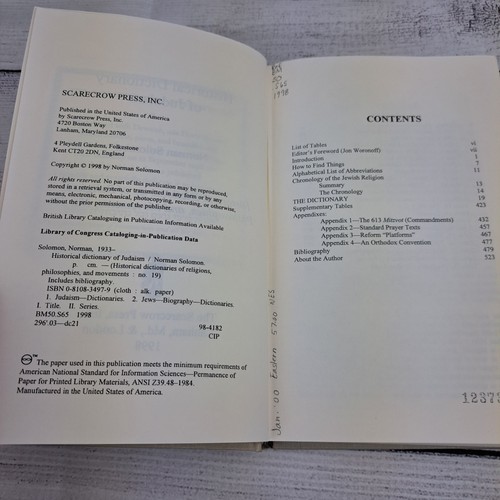 SCARECROW PRESS, INC.
Published in the United States of America
by Scarecrow Press, Inc.
4720 Boston Way
Lanham, Maryland 20706
4 Pleydell Gardens, Folkestone
Kent CT20 2DN, England
Copyright © 1998 by Norman Solomon
All rights reserved. No part of this publication may be reproduced,
stored in a retrieval system, or transmitted in any form or by any
means, electronic, mechanical, photocopying, recording, or otherwise,
without the prior permission of the publisher.
British Library Cataloguing in Publication Information Available
Library of Congress Cataloging-in-Publication Data
Solomon, Norman, 1933–
Historical dictionary of Judaism / Norman Solomon.
p. cm. — (Historical dictionaries of religions,
philosophies, and movements : no. 19)
Includes bibliography.
ISBN 0-8108-3497-9 (cloth : alk. paper)
1. Judaism—Dictionaries. 2. Jews—Biography—Dictionaries.
I. Title. II. Series.
BM50.S65 1998
296'.03—dc21 98-4182
CIP
™ The paper used in this publication meets the minimum requirements of
American National Standard for Information Sciences—Permanence of
Paper for Printed Library Materials, ANSI Z39.48–1984.
Manufactured in the United States of America.
50
1998
Jan. 00 Eastern 5740 NES
CONTENTS
List of Tables vi
Editor's Foreword (Jon Woronoff) vii
Introduction 1
How to Find Things 7
Alphabetical List of Abbreviations 11
Chronology of the Jewish Religion
Summary 13
The Chronology 14
THE DICTIONARY 19
Supplementary Tables 423
Appendixes:
Appendix 1—The 613 Mitzvot (Commandments) 432
Appendix 2—Standard Prayer Texts 457
Appendix 3—Reform "Platforms" 467
Appendix 4—An Orthodox Convention 477
Bibliography 479
About the Author 523
12373